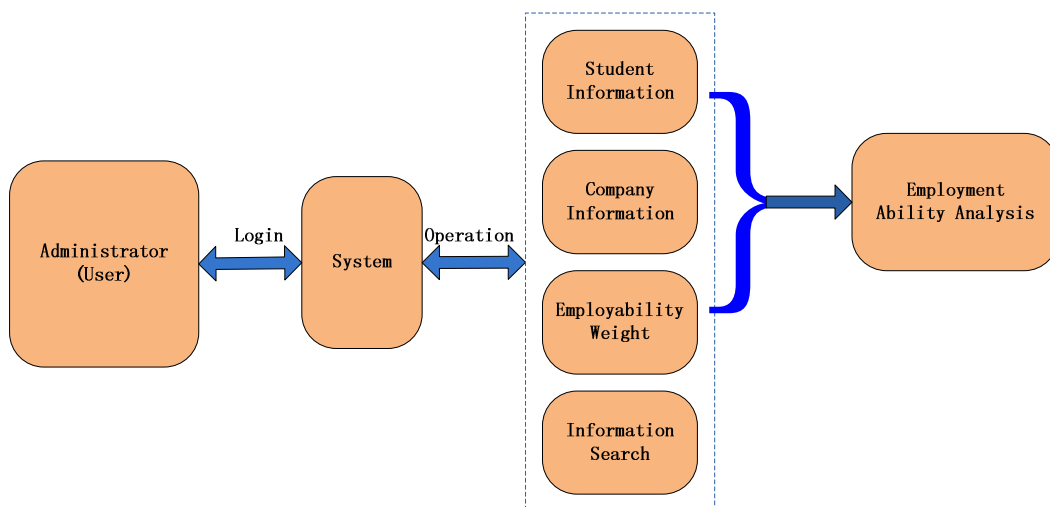 Administrator
(User)
Login
System
Operation
Student
Information
Company
Information
Employability
Weight
Information
Search
Employment
Ability Analysis